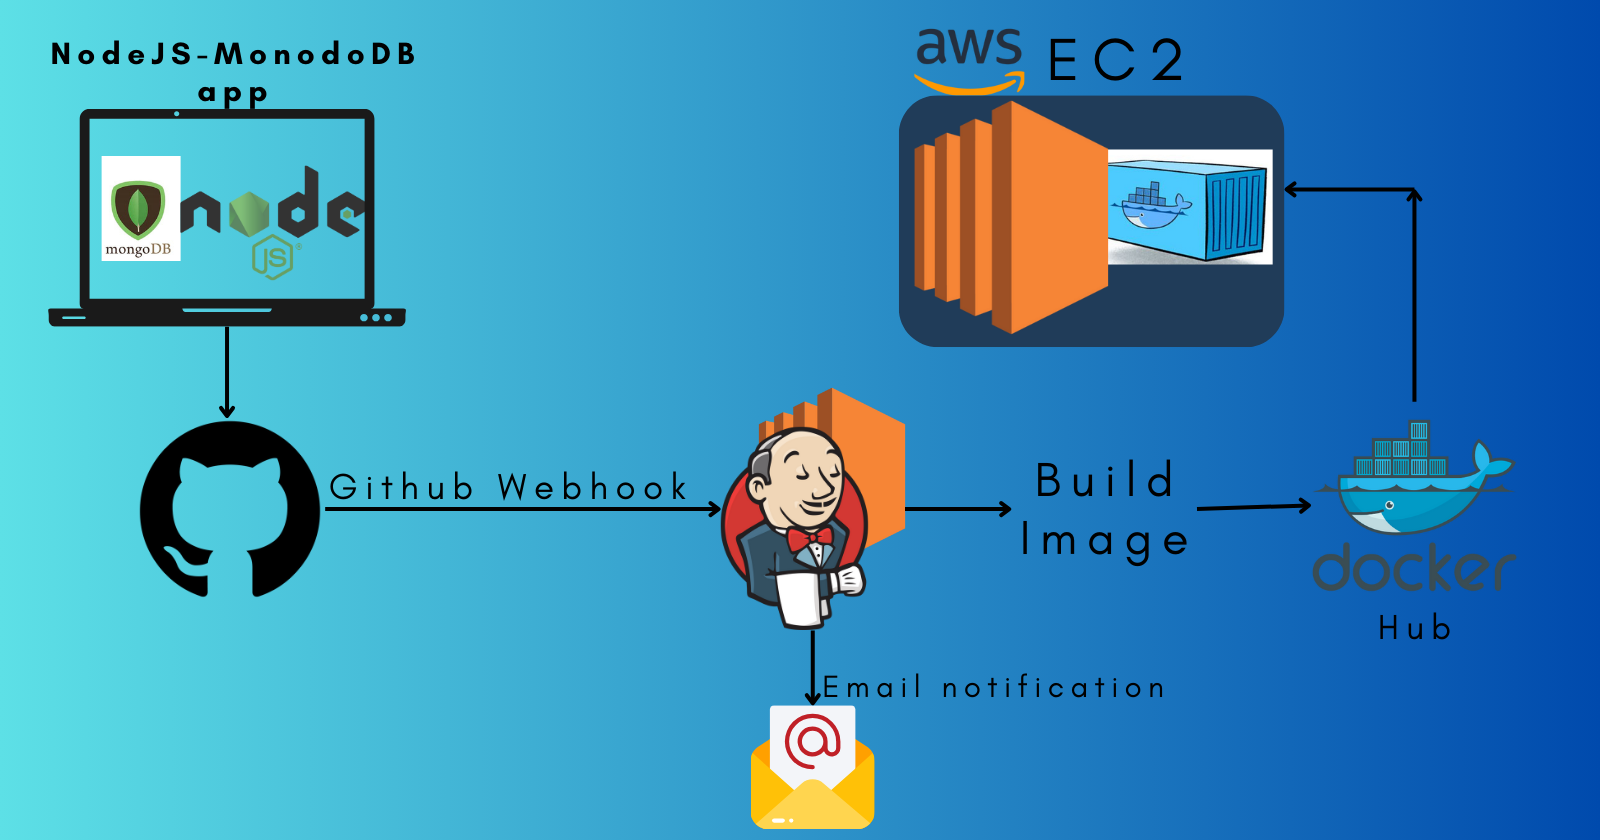 NodeJS-MonodoDB
app
mongoDB
node
JS
®
aws EC2
Github Webhook
Build
Image
docker
Hub
Email notification
@